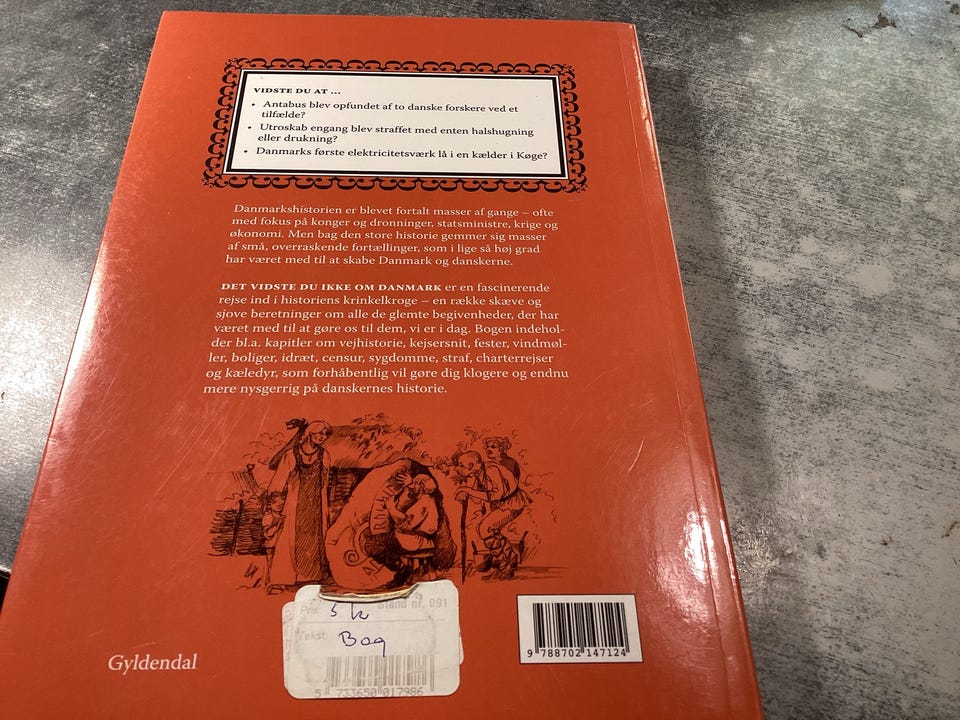 VIDSTE DU AT ...
• Antabus blev opfundet af to danske forskere ved et
tilfælde?
• Utroskab engang blev straffet med enten halshugning
eller drukning?
• Danmarks første elektricitetsværk lå i en kælder i Køge?
Danmarkshistorien er blevet fortalt masser af gange – ofte
med fokus på konger og dronninger, statsministre, krige og
økonomi. Men bag den store historie gemmer sig masser
af små, overraskende fortællinger, som i lige så høj grad
har været med til at skabe Danmark og danskerne.
DET VIDSTE DU IKKE OM DANMARK er en fascinerende
rejse ind i historiens krinkelkroge – en række skæve og
sjove beretninger om alle de glemte begivenheder, der har
været med til at gøre os til dem, vi er i dag. Bogen indehol-
der bl.a. kapitler om vejhistorie, kejsersnit, fester, vindmøl-
ler, boliger, idræt, censur, sygdomme, straf, charterrejser
og kæledyr, som forhåbentlig vil gøre dig klogere og endnu
mere nysgerrig på danskernes historie.
Pris 5 k Stand nr. 091
Tekst Bog
5 733650 017986
9 788702 147124
Gyldendal